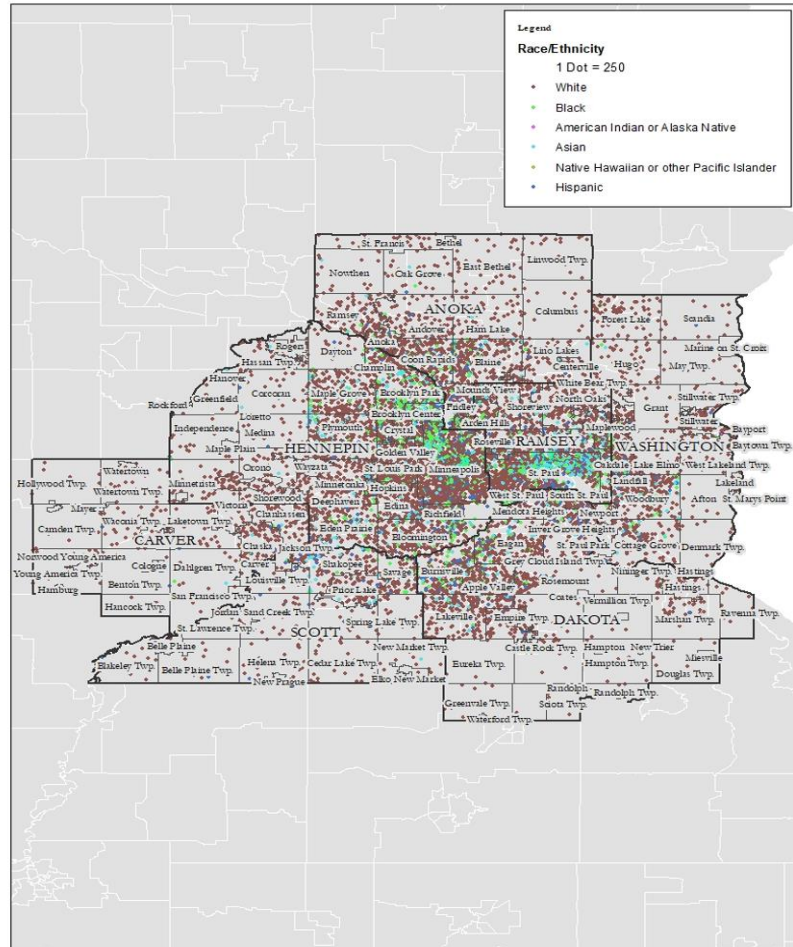 Legend
Race/Ethnicity
1 Dot = 250
White
Black
American Indian or Alaska Native
Asian
Native Hawaiian or other Pacific Islander
Hispanic
St. Francis
Bethel
Linwood Twp.
Nowthen
Oak Grove
East Bethel
ANOKA
Columbus
Ramsey
Andover
Ham Lake
Forest Lake
Scandia
Anoka
Rogers
Dayton
Hassan Twp.
Coon Rapids
Blaine
Lino Lakes
Centerville
Hugo
Marine on St. Croix
May Twp.
Champlin
Hanover
Corcoran
Maple Grove
Brooklyn Park
Mounds View
White Bear Twp.
Greenfield
Rockford
Brooklyn Center
Fridley
Shoreview
North Oaks
Grant
Stillwater Twp.
Stillwater
Loretto
Independence
Medina
Plymouth
Crystal
Arden Hills
Roseville
RAMSEY
Maplewood
WASHINGTON
Bayport
Baytown Twp.
Maple Plain
HENNEPIN
Golden Valley
Orono
Wayzata
St. Louis Park
Minneapolis
St. Paul
Oakdale
Lake Elmo
West Lakeland Twp.
Watertown
Hollywood Twp.
Watertown Twp.
Minnetrista
Minnetonka
Hopkins
Landfall
Lakeland
Shorewood
Deephaven
Edina
West St. Paul
South St. Paul
Woodbury
Afton
St. Marys Point
Mayer
Victoria
Chanhassen
Richfield
Mendota Heights
Newport
Camden Twp.
Waconia Twp.
Laketown Twp.
Eden Prairie
Inver Grove Heights
CARVER
Chaska
Bloomington
Eagan
St. Paul Park
Cottage Grove
Denmark Twp.
Norwood Young America
Cologne
Jackson Twp.
Grey Cloud Island Twp.
Young America Twp.
Dahlgren Twp.
Carver
Shakopee
Savage
Burnsville
Nininger Twp.
Hastings
Hamburg
Benton Twp.
Louisville Twp.
Prior Lake
Apple Valley
Rosemount
Hastings
Hancock Twp.
San Francisco Twp.
Coates
Vermillion Twp.
Jordan
Sand Creek Twp.
Lakeville
Empire Twp.
Marshan Twp.
Ravenna Twp.
St. Lawrence Twp.
Spring Lake Twp.
SCOTT
DAKOTA
Belle Plaine
New Market Twp.
Castle Rock Twp.
Hampton
New Trier
Blakeley Twp.
Belle Plaine Twp.
Helena Twp.
Cedar Lake Twp.
Eureka Twp.
Hampton Twp.
Miesville
Douglas Twp.
New Prague
Elko New Market
Randolph
Randolph Twp.
Greenvale Twp.
Sciota Twp.
Waterford Twp.